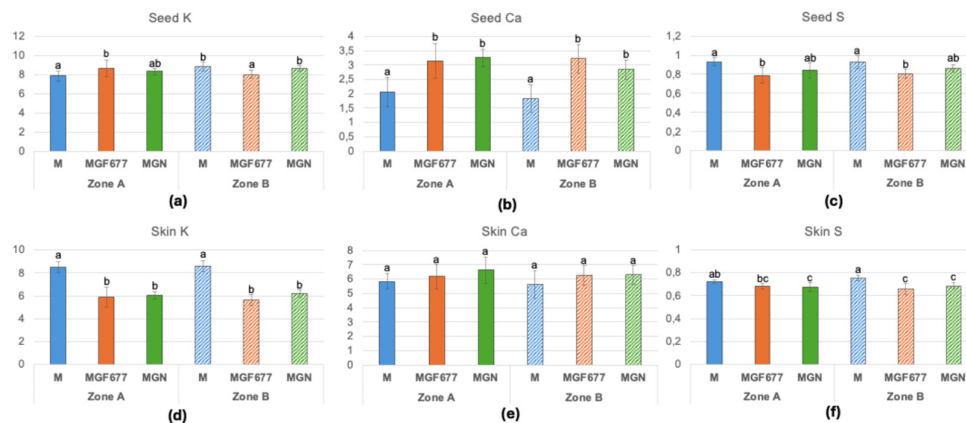 Seed K
12
10
8
6
4
2
0
a b ab b a b
M MGF677 MGN M MGF677 MGN
Zone A Zone B
(a)
Seed Ca
4
3,5
3
2,5
2
1,5
1
0,5
0
a b b a b b
M MGF677 MGN M MGF677 MGN
Zone A Zone B
(b)
Seed S
1,2
1
0,8
0,6
0,4
0,2
0
a b ab a b ab
M MGF677 MGN M MGF677 MGN
Zone A Zone B
(c)
Skin K
10
8
6
4
2
0
a b b a b b
M MGF677 MGN M MGF677 MGN
Zone A Zone B
(d)
Skin Ca
8
7
6
5
4
3
2
1
0
a a a a a a
M MGF677 MGN M MGF677 MGN
Zone A Zone B
(e)
Skin S
1
0,8
0,6
0,4
0,2
0
ab bc c a c c
M MGF677 MGN M MGF677 MGN
Zone A Zone B
(f)